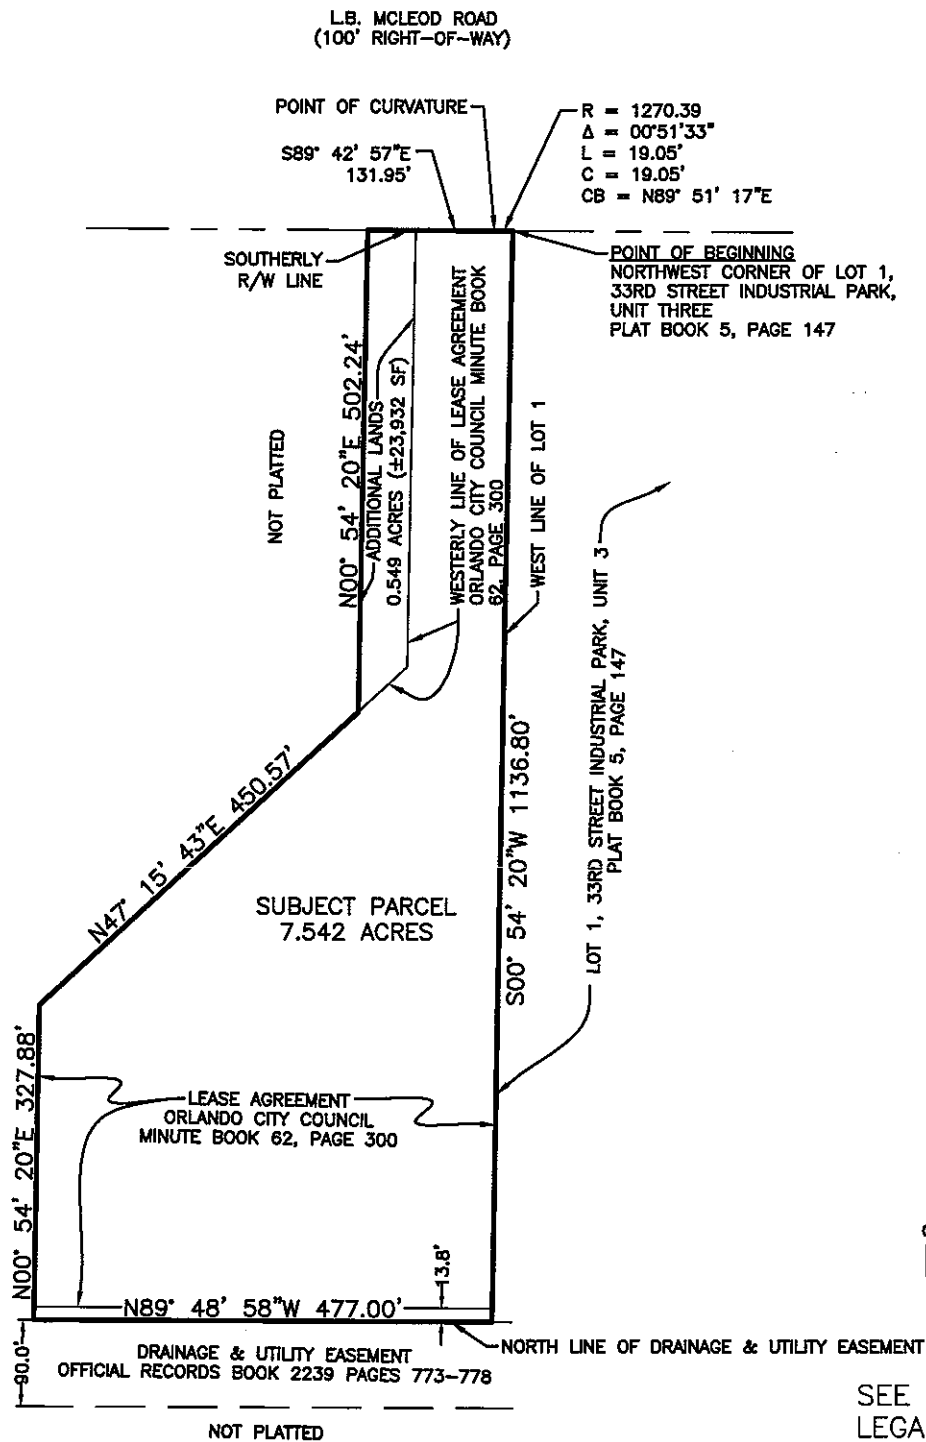 L.B. MCLEOD ROAD
(100' RIGHT-OF-WAY)
POINT OF CURVATURE
R = 1270.39
Δ = 00°51'33"
L = 19.05'
C = 19.05'
CB = N89° 51' 17"E
S89° 42' 57"E
131.95'
SOUTHERLY
R/W LINE
POINT OF BEGINNING
NORTHWEST CORNER OF LOT 1,
33RD STREET INDUSTRIAL PARK,
UNIT THREE
PLAT BOOK 5, PAGE 147
NOT PLATTED
N00° 54' 20"E 502.24'
ADDITIONAL LANDS
0.549 ACRES (±23,932 SF)
WESTERLY LINE OF LEASE AGREEMENT
ORLANDO CITY COUNCIL MINUTE BOOK
62, PAGE 300
WEST LINE OF LOT 1
LOT 1, 33RD STREET INDUSTRIAL PARK, UNIT 3
PLAT BOOK 5, PAGE 147
S00° 54' 20"W 1136.80'
N47° 15' 43"E 450.57'
SUBJECT PARCEL
7.542 ACRES
N00° 54' 20"E 327.88'
LEASE AGREEMENT
ORLANDO CITY COUNCIL
MINUTE BOOK 62, PAGE 300
13.8'
N89° 48' 58"W 477.00'
90.0'
DRAINAGE & UTILITY EASEMENT
OFFICIAL RECORDS BOOK 2239 PAGES 773-778
NORTH LINE OF DRAINAGE & UTILITY EASEMENT
NOT PLATTED
SEE
LEGA